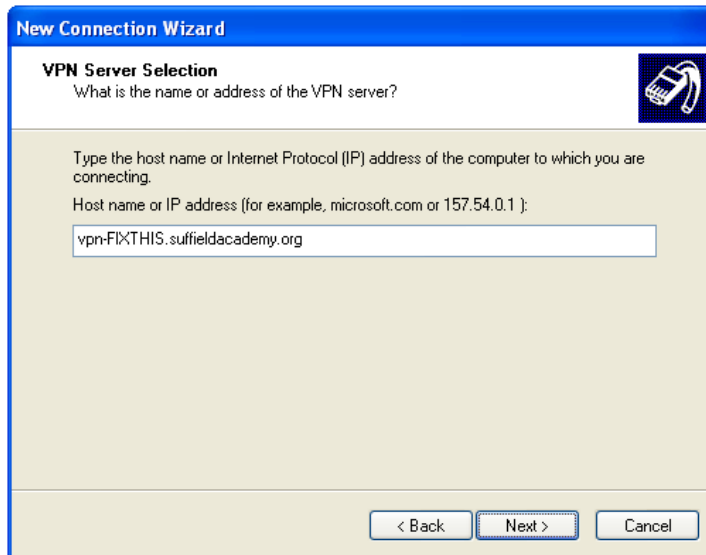 New Connection Wizard
VPN Server Selection
What is the name or address of the VPN server?
Type the host name or Internet Protocol (IP) address of the computer to which you are
connecting.
Host name or IP address (for example, microsoft.com or 157.54.0.1 ):
vpn-FIXTHIS.suffieldacademy.org
< Back
Next >
Cancel